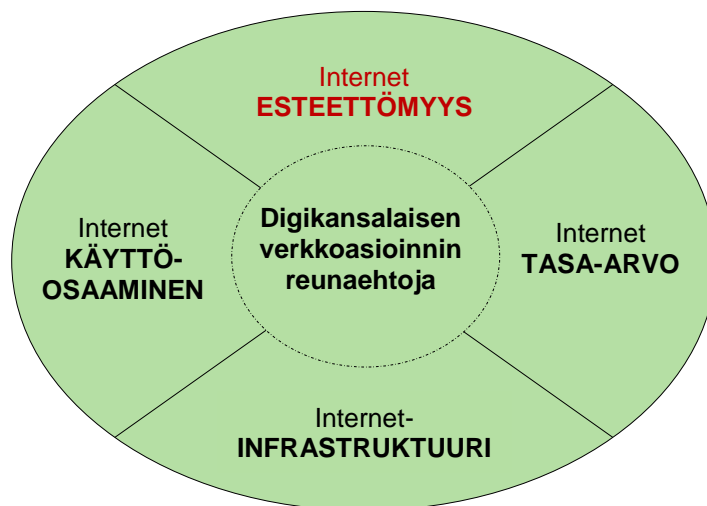 Internet
ESTEETTÖMYYS
Internet
KÄYTTÖ-
OSAAMINEN
Digikansalaisen
verkkoasioinnin
reunaehtoja
Internet
TASA-ARVO
Internet-
INFRASTRUKTUURI